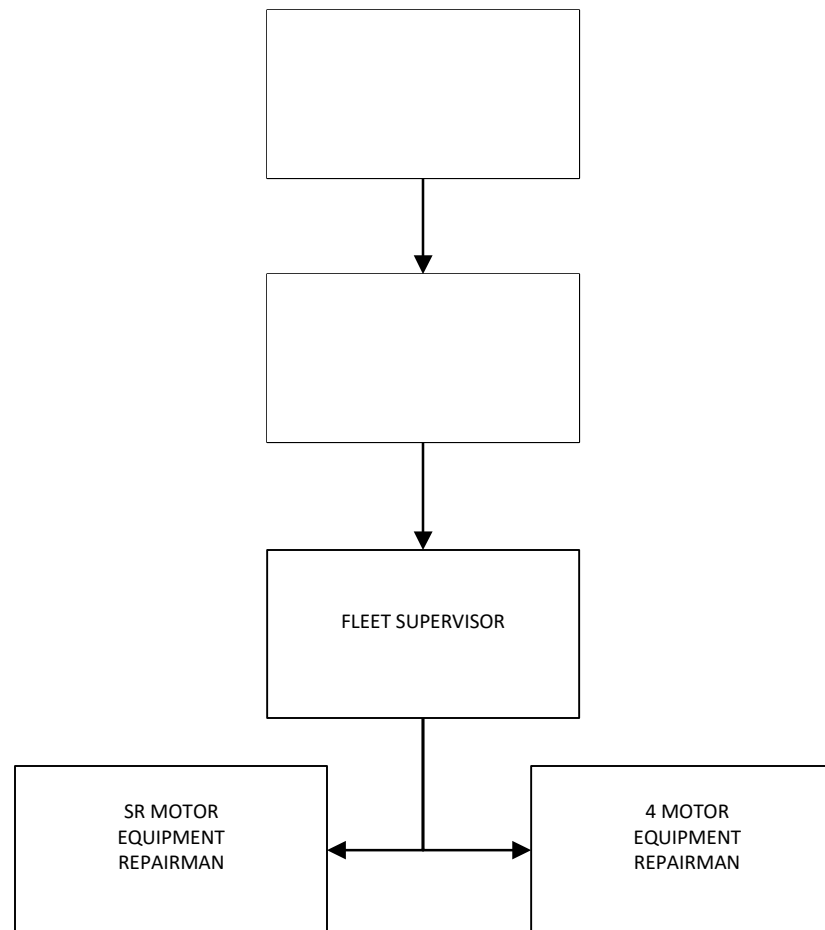 FLEET SUPERVISOR
SR MOTOR
EQUIPMENT
REPAIRMAN
4 MOTOR
EQUIPMENT
REPAIRMAN